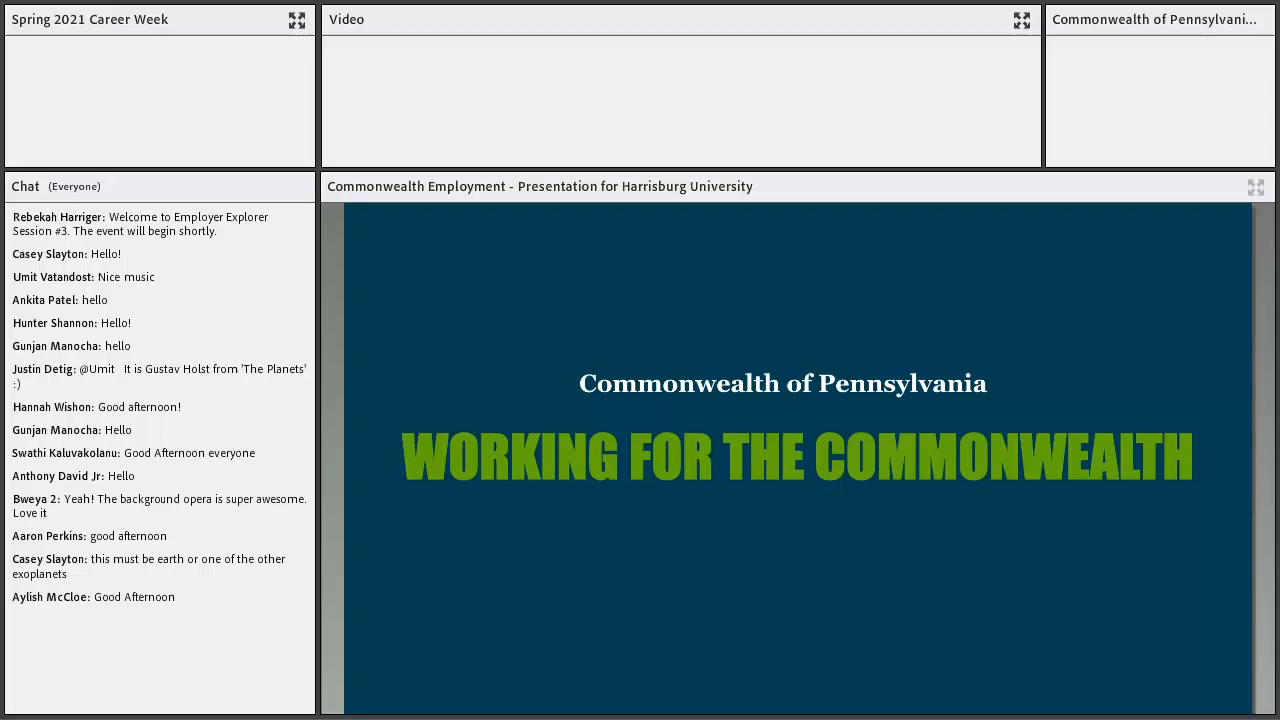 Spring 2021 Career Week
Video
Commonwealth of Pennsylvani...
Chat (Everyone)
Rebekah Harriger: Welcome to Employer Explorer
Session #3. The event will begin shortly.
Casey Slayton: Hello!
Umit Vatandost: Nice music
Ankita Patel: hello
Hunter Shannon: Hello!
Gunjan Manocha: hello
Justin Detig: @Umit It is Gustav Holst from 'The Planets'
:)
Hannah Wishon: Good afternoon!
Gunjan Manocha: Hello
Swathi Kaluvakolanu: Good Afternoon everyone
Anthony David Jr: Hello
Bweya 2: Yeah! The background opera is super awesome.
Love it
Aaron Perkins: good afternoon
Casey Slayton: this must be earth or one of the other
exoplanets
Aylish McCloe: Good Afternoon
Commonwealth Employment - Presentation for Harrisburg University
Commonwealth of Pennsylvania
WORKING FOR THE COMMONWEALTH